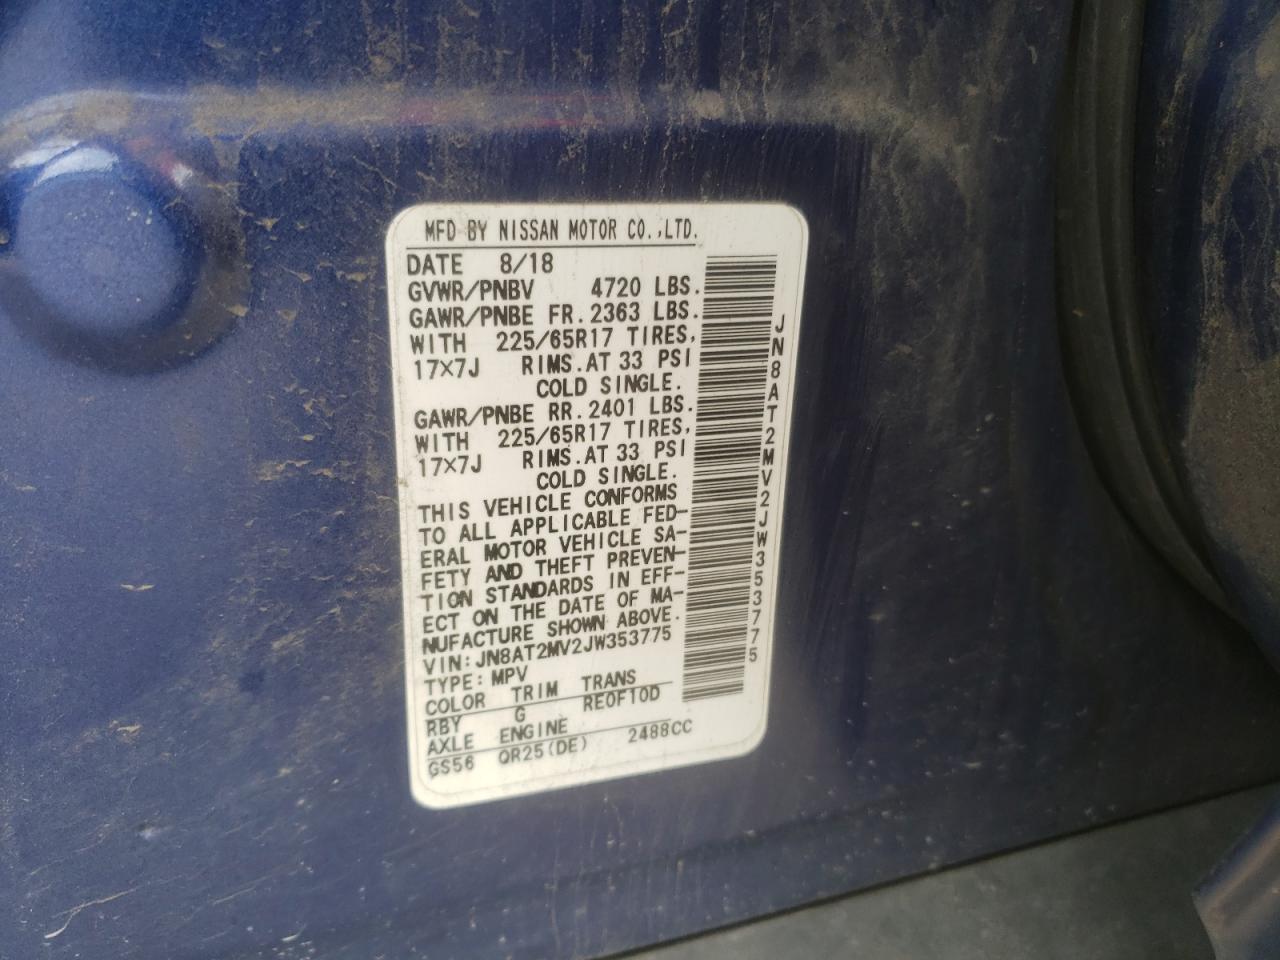 MFD BY NISSAN MOTOR CO.,LTD.
DATE 8/18
GVWR/PNBV 4720 LBS.
GAWR/PNBE FR.2363 LBS.
WITH 225/65R17 TIRES,
17×7J RIMS.AT 33 PSI
COLD SINGLE.
GAWR/PNBE RR.2401 LBS.
WITH 225/65R17 TIRES,
17×7J RIMS.AT 33 PSI
COLD SINGLE.
THIS VEHICLE CONFORMS
TO ALL APPLICABLE FED-
ERAL MOTOR VEHICLE SA-
FETY AND THEFT PREVEN-
TION STANDARDS IN EFF-
ECT ON THE DATE OF MA-
NUFACTURE SHOWN ABOVE.
VIN:JN8AT2MV2JW353775
TYPE:MPV
COLOR TRIM TRANS
RBY G RE0F10D
AXLE ENGINE
GS56 QR25(DE) 2488CC
JN8AT2MV2JW353775